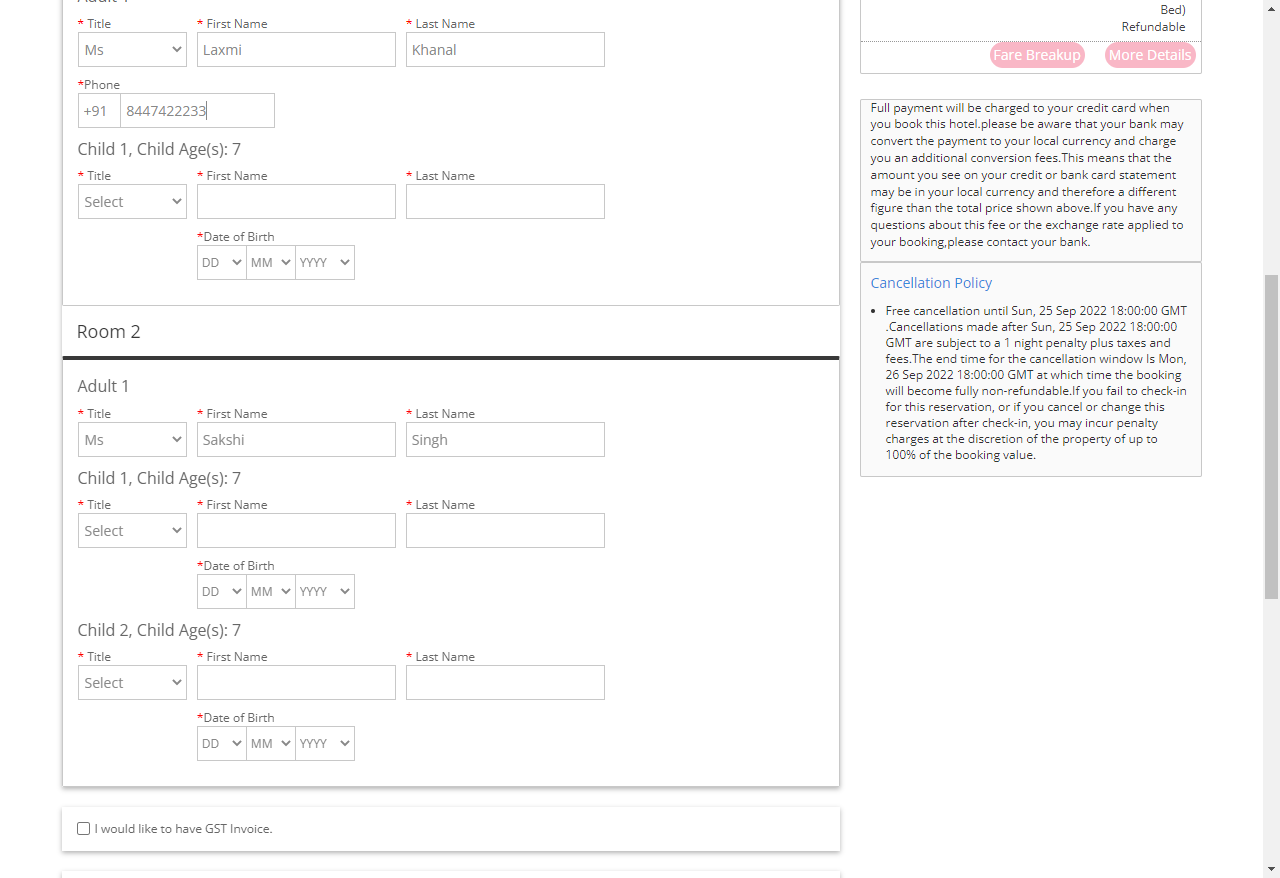 * Title * First Name * Last Name
Ms Laxmi Khanal
*Phone
+91 8447422233
Child 1, Child Age(s): 7
* Title * First Name * Last Name
Select
*Date of Birth
DD MM YYYY
Room 2
Adult 1
* Title * First Name * Last Name
Ms Sakshi Singh
Child 1, Child Age(s): 7
* Title * First Name * Last Name
Select
*Date of Birth
DD MM YYYY
Child 2, Child Age(s): 7
* Title * First Name * Last Name
Select
*Date of Birth
DD MM YYYY
I would like to have GST Invoice.
Bed)
Refundable
Fare Breakup More Details
Full payment will be charged to your credit card when
you book this hotel.please be aware that your bank may
convert the payment to your local currency and charge
you an additional conversion fees.This means that the
amount you see on your credit or bank card statement
may be in your local currency and therefore a different
figure than the total price shown above.If you have any
questions about this fee or the exchange rate applied to
your booking,please contact your bank.
Cancellation Policy
• Free cancellation until Sun, 25 Sep 2022 18:00:00 GMT
.Cancellations made after Sun, 25 Sep 2022 18:00:00
GMT are subject to a 1 night penalty plus taxes and
fees.The end time for the cancellation window Is Mon,
26 Sep 2022 18:00:00 GMT at which time the booking
will become fully non-refundable.If you fail to check-in
for this reservation, or if you cancel or change this
reservation after check-in, you may incur penalty
charges at the discretion of the property of up to
100% of the booking value.